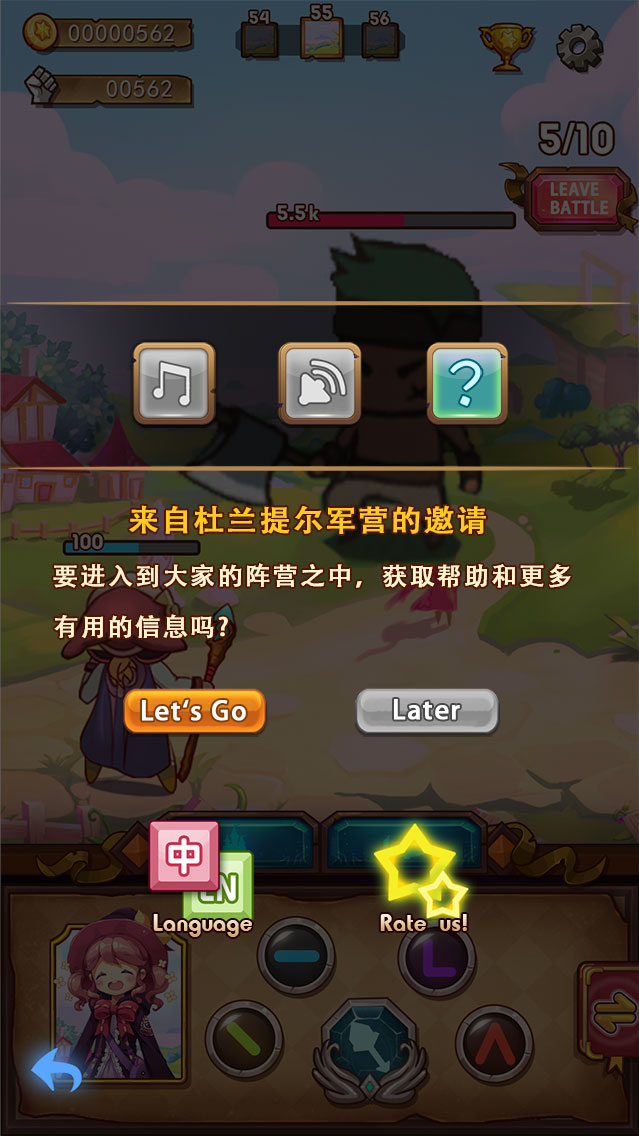 54 55 56
00000562
00562
5/10
LEAVE
BATTLE
5.5k
来自杜兰提尔军营的邀请
100
要进入到大家的阵营之中，获取帮助和更多
有用的信息吗？
Let's Go
Later
中
EN
Language
Rate us!